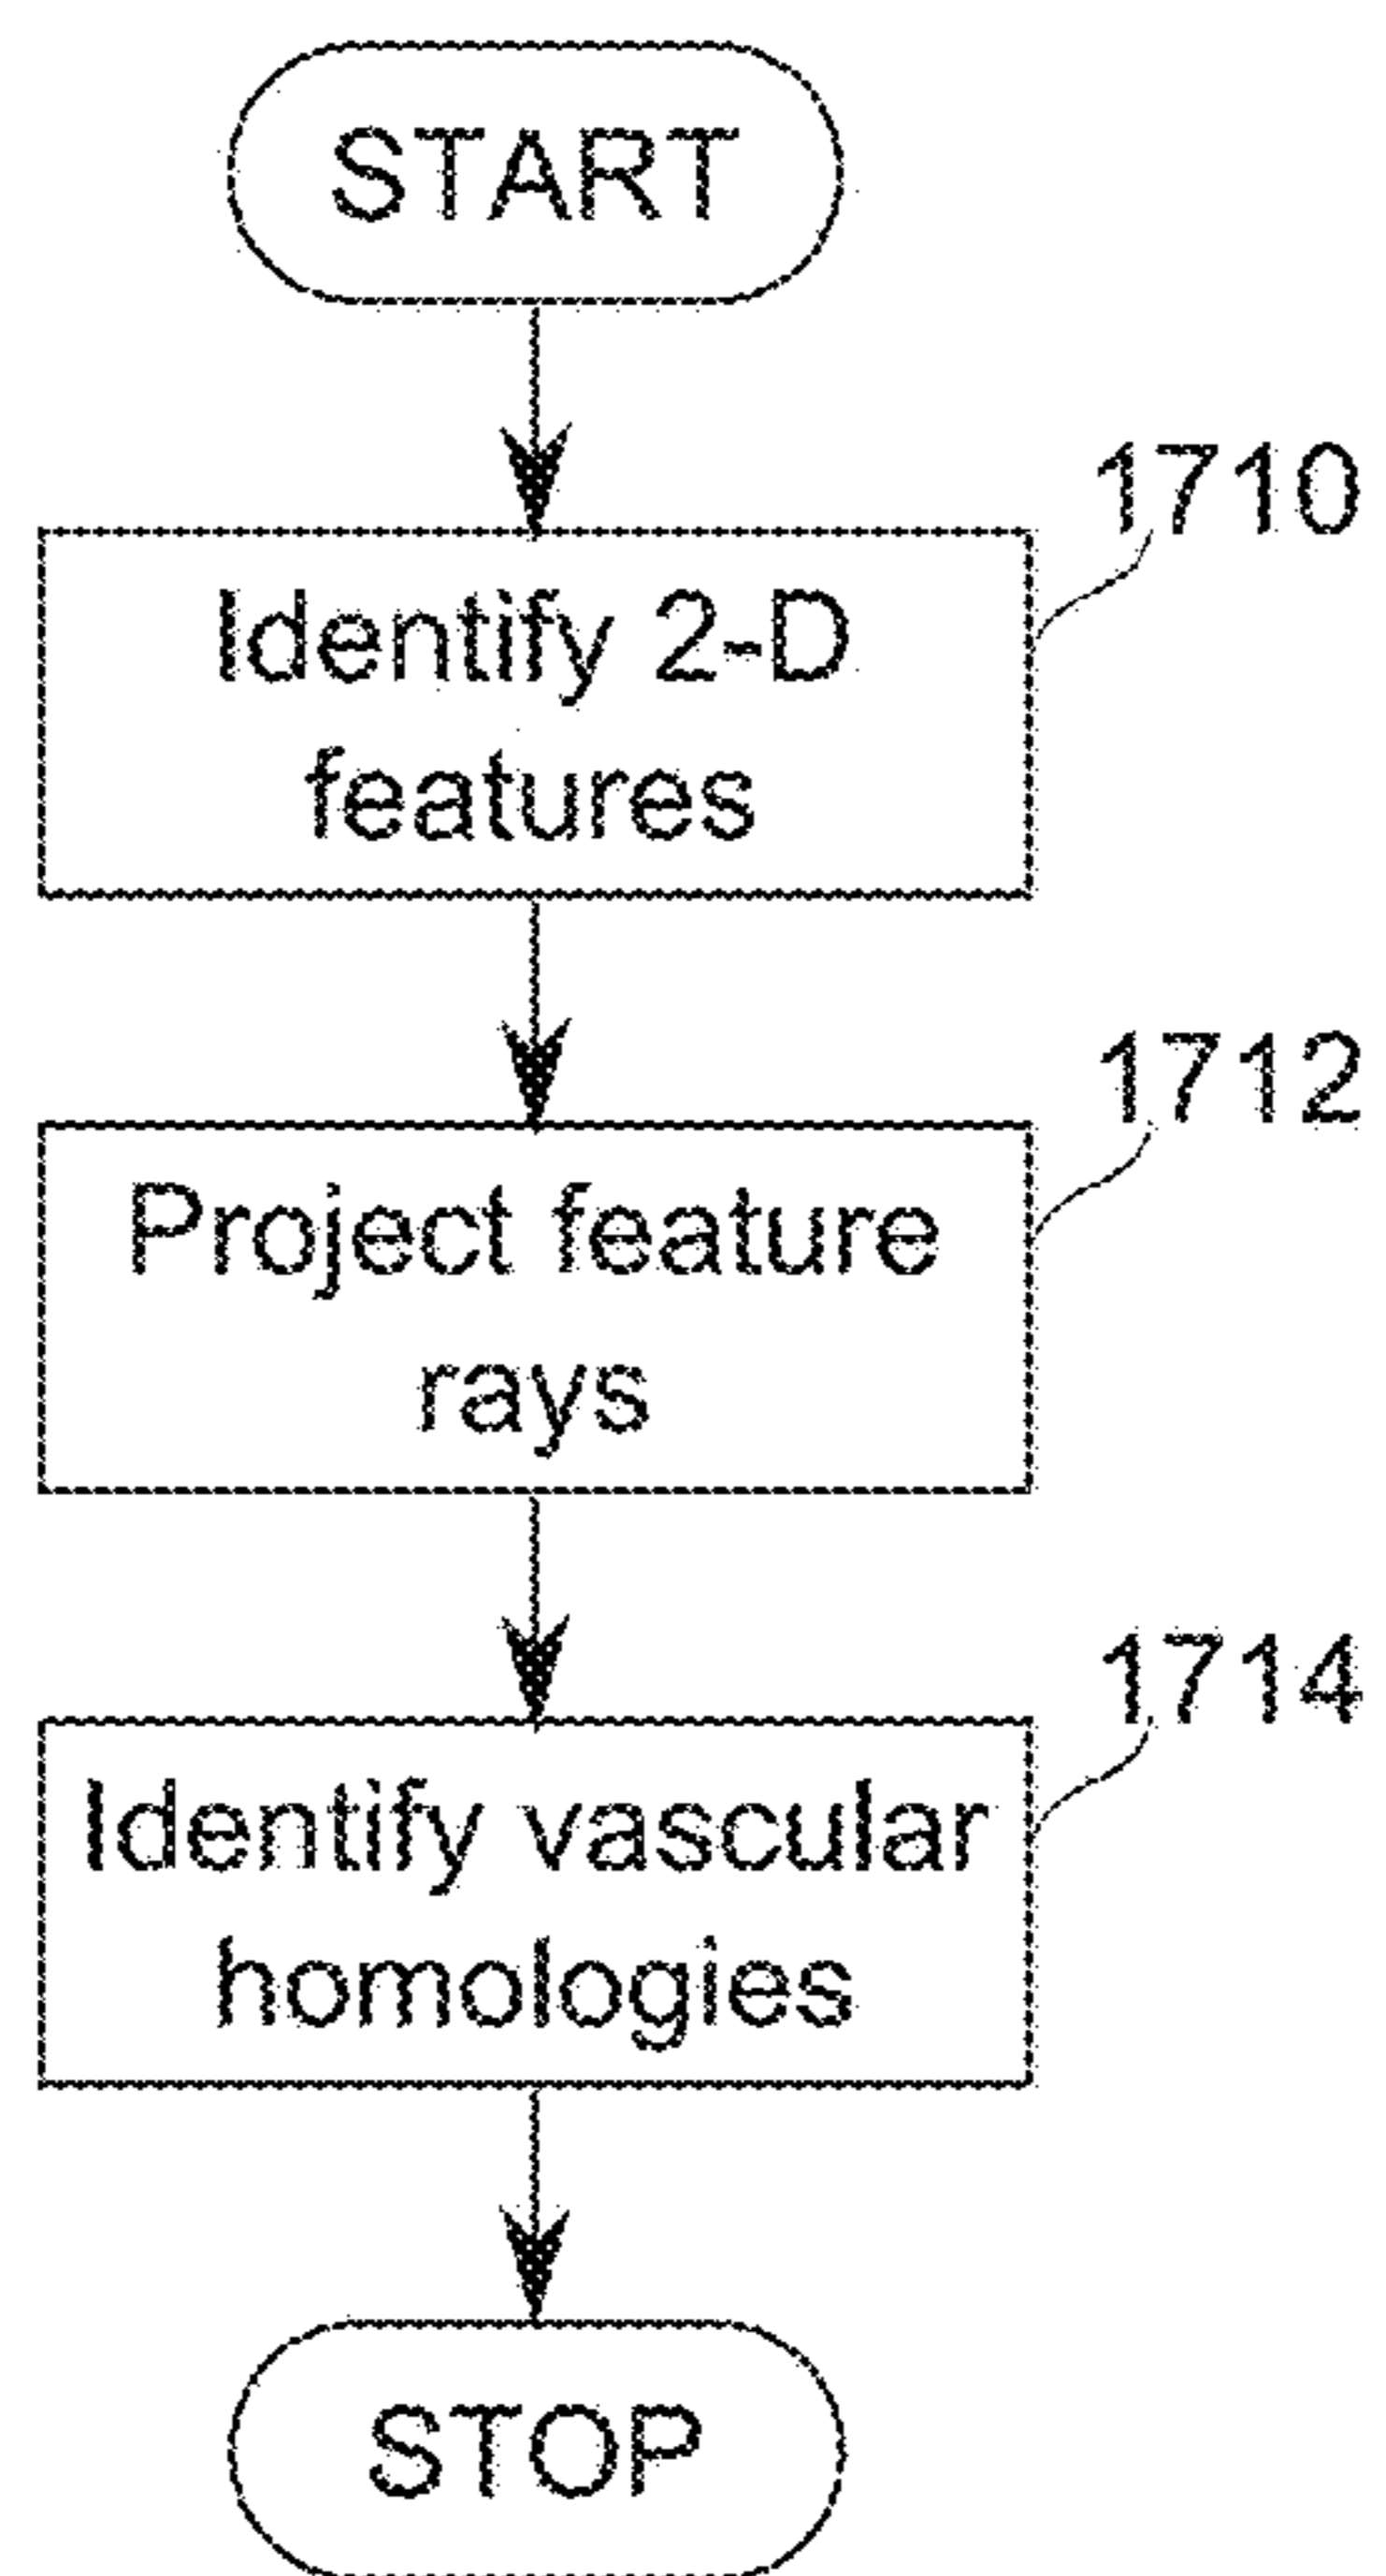 START
1710
Identify 2-D
features
1712
Project feature
rays
1714
Identify vascular
homologies
STOP